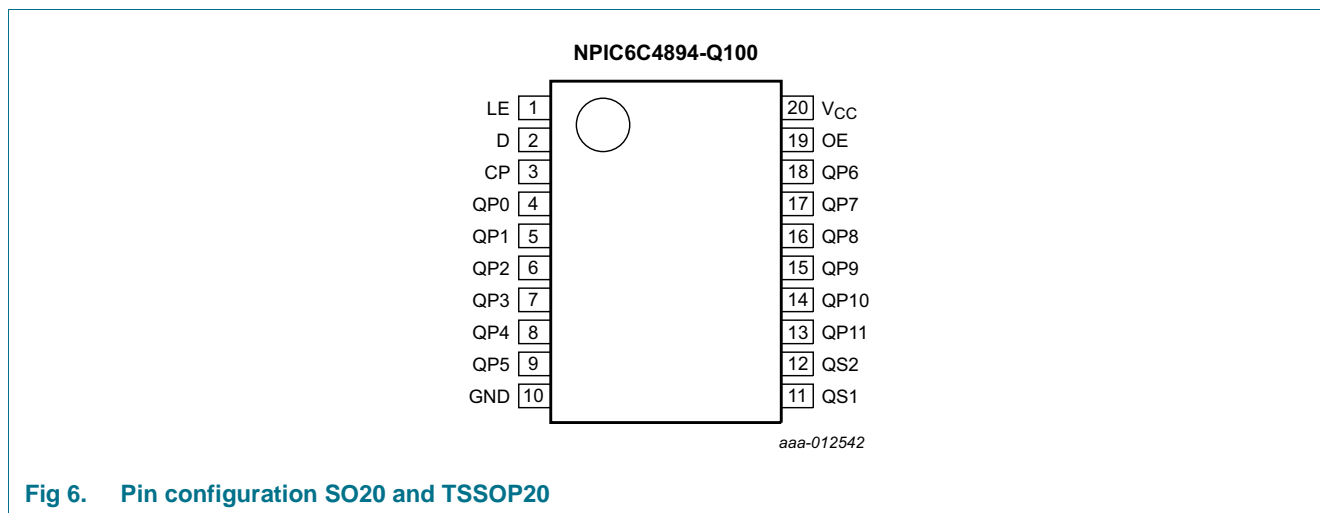 NPIC6C4894-Q100
LE 1 20 VCC
D 2 19 OE
CP 3 18 QP6
QP0 4 17 QP7
QP1 5 16 QP8
QP2 6 15 QP9
QP3 7 14 QP10
QP4 8 13 QP11
QP5 9 12 QS2
GND 10 11 QS1
aaa-012542
Fig 6. Pin configuration SO20 and TSSOP20